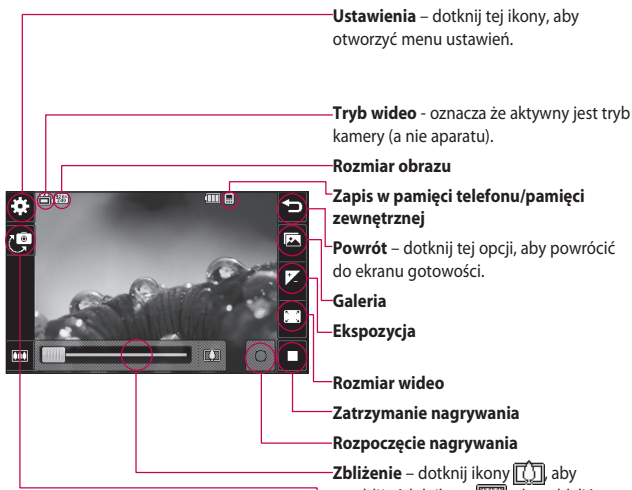 Ustawienia – dotknij tej ikony, aby
otworzyć menu ustawień.
Tryb wideo - oznacza że aktywny jest tryb
kamery (a nie aparatu).
Rozmiar obrazu
Zapis w pamięci telefonu/pamięci
zewnętrznej
Powrót – dotknij tej opcji, aby powrócić
do ekranu gotowości.
Galeria
Ekspozycja
Rozmiar wideo
Zatrzymanie nagrywania
Rozpoczęcie nagrywania
Zbliżenie – dotknij ikony , aby